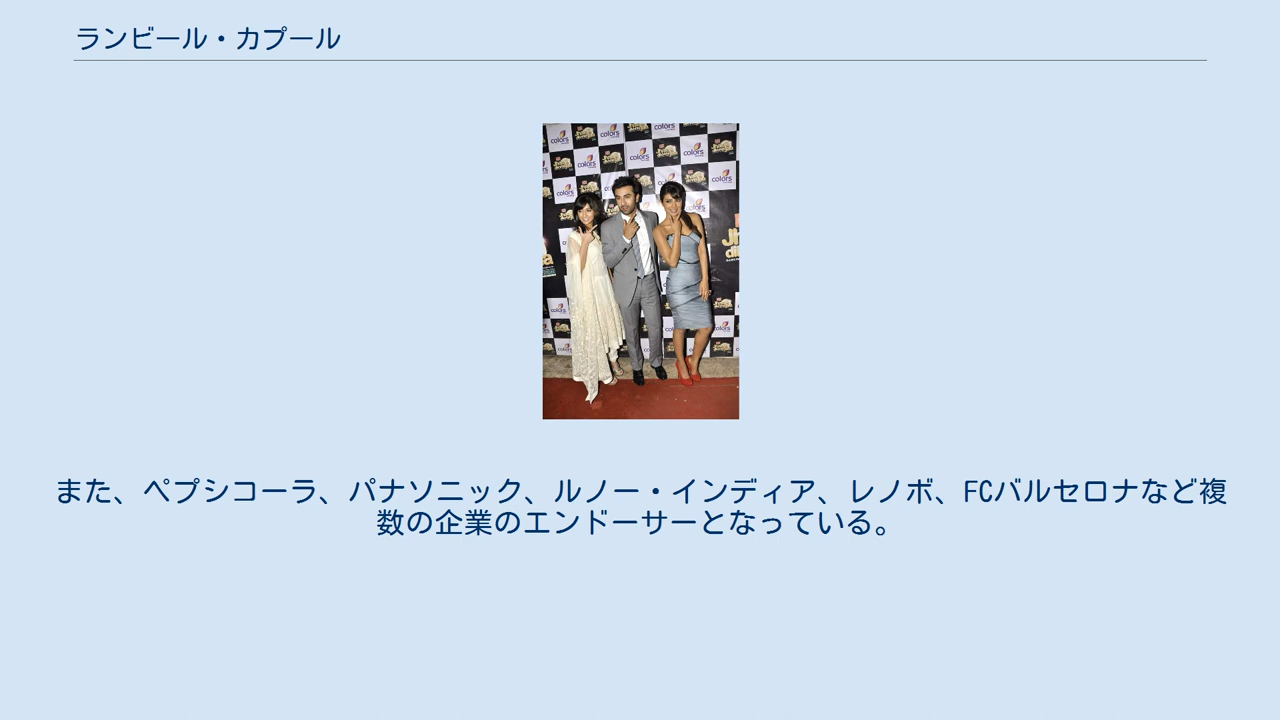 ランビール・カプール
colors
また、ペプシコーラ、パナソニック、ルノー・インディア、レノボ、FCバルセロナなど複
数の企業のエンドーサーとなっている。